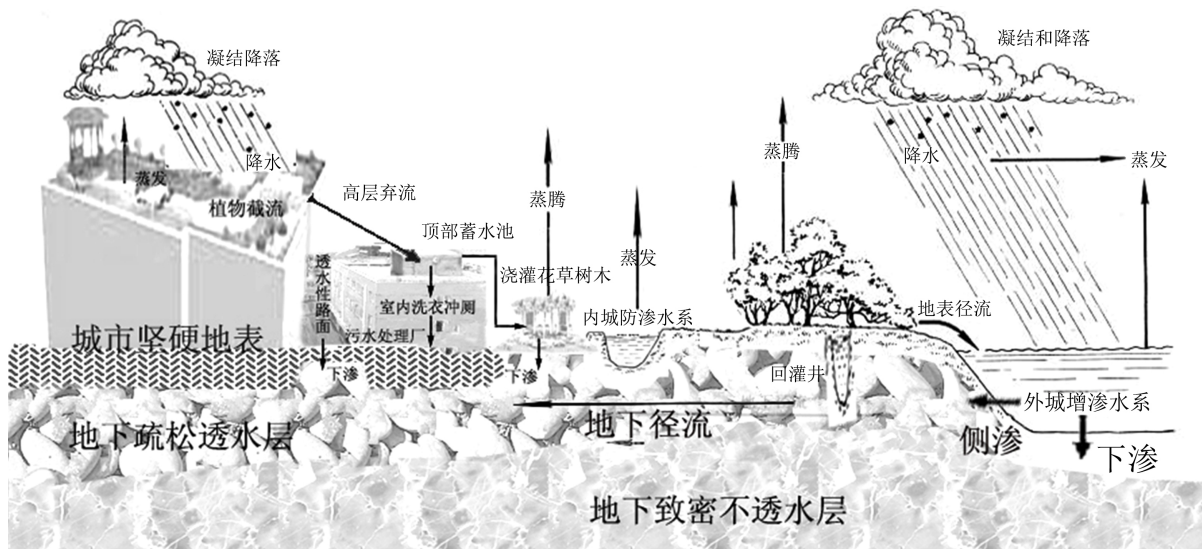 凝结降落
降水
蒸发
植物截流
高层弃流
顶部蓄水池
透水性路面
室内洗衣冲厕
污水处理厂
浇灌花草树木
蒸腾
蒸发
内城防渗水系
蒸腾
凝结和降落
降水
蒸发
地表径流
城市坚硬地表
下渗
下渗
回灌井
地下径流
外城增渗水系
侧渗
下渗
地下疏松透水层
地下致密不透水层